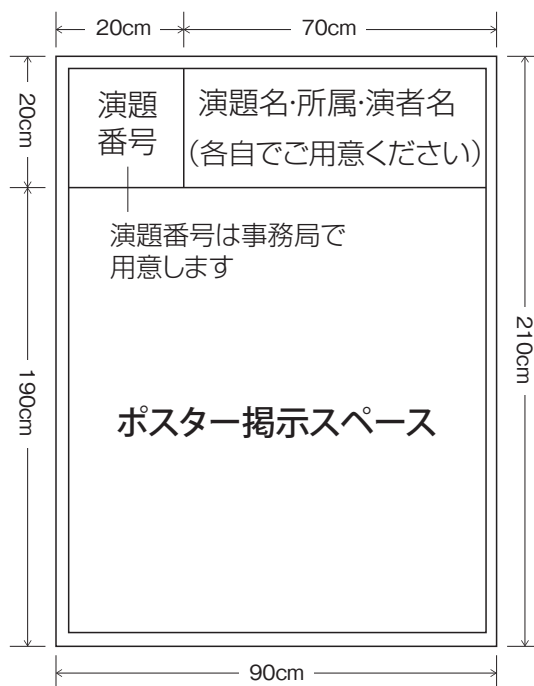 20cm
70cm
20cm
演題
番号
演題名・所属・演者名
(各自でご用意ください)
演題番号は事務局で
用意します
210cm
190cm
ポスター掲示スペース
90cm